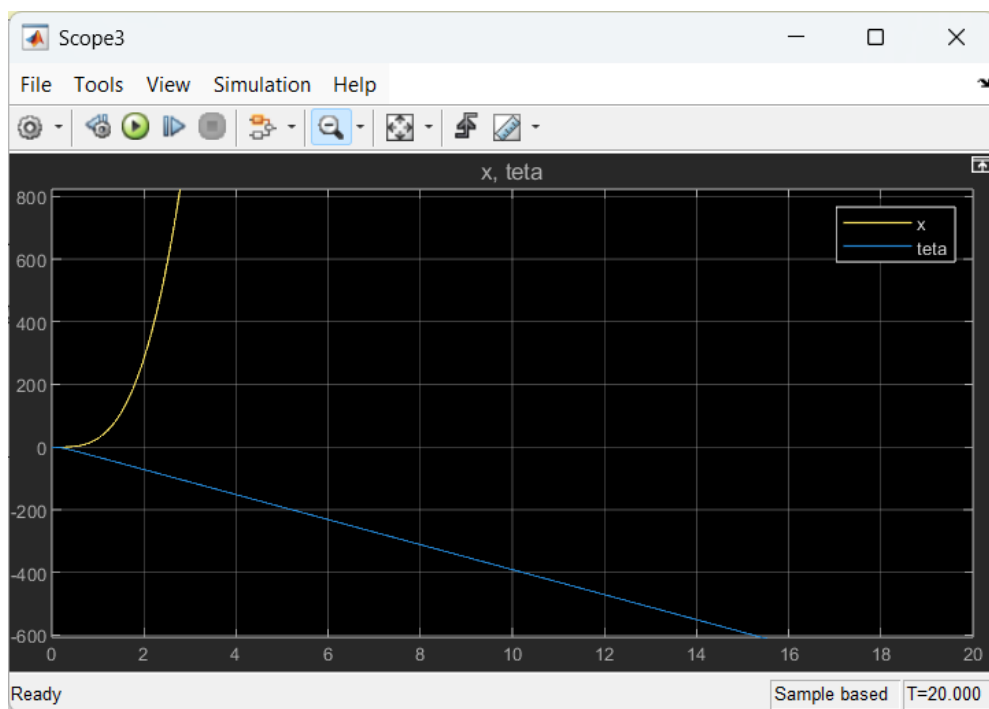 Scope3
File Tools View Simulation Help
x, teta
800
600
400
200
0
-200
-400
-600
x
teta
0 2 4 6 8 10 12 14 16 18 20
Ready
Sample based T=20.000